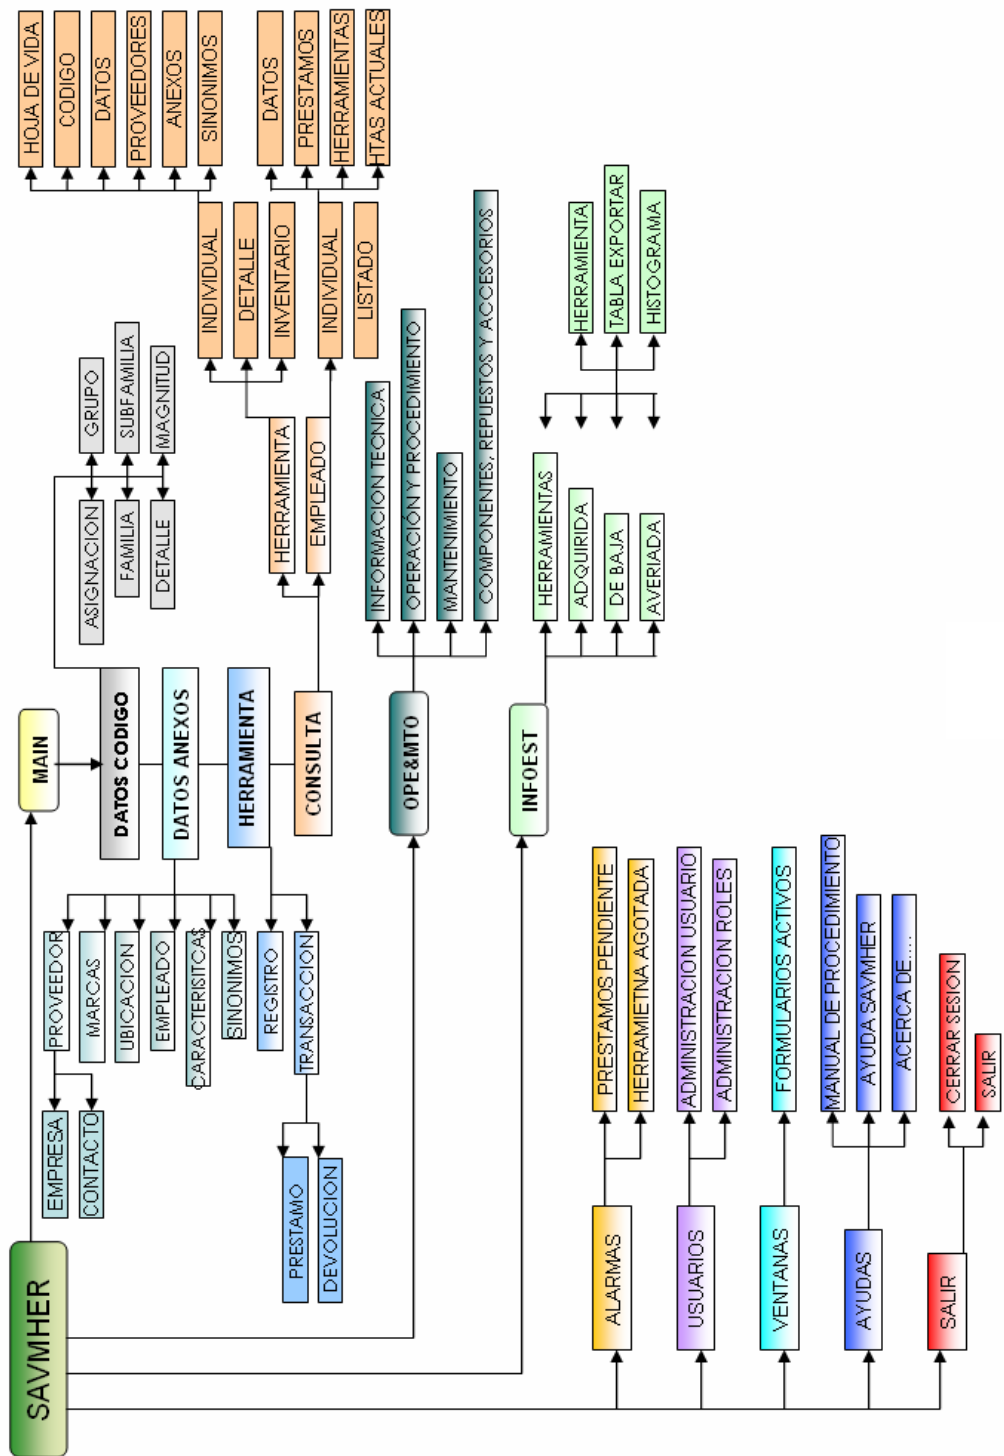 SAVMHER
MAIN
DATOS CODIGO
ASIGNACION
GRUPO
FAMILIA
SUBFAMILIA
DETALLE
MAGNITUD
DATOS ANEXOS
PROVEEDOR
EMPRESA
CONTACTO
MARCAS
UBICACION
EMPLEADO
CARACTERISITCAS
SINONIMOS
HERRAMIENTA
REGISTRO
TRANSACCION
PRESTAMO
DEVOLUCION
CONSULTA
HERRAMIENTA
INDIVIDUAL
HOJA DE VIDA
CODIGO
DATOS
PROVEEDORES
ANEXOS
SINONIMOS
DETALLE
INVENTARIO
EMPLEADO
INDIVIDUAL
DATOS
PRESTAMOS
HERRAMIENTAS
HTAS ACTUALES
LISTADO
OPE&MTO
INFORMACION TECNICA
OPERACIÓN Y PROCEDIMIENTO
MANTENIMIENTO
COMPONENTES, REPUESTOS Y ACCESORIOS
INFOEST
HERRAMIENTAS
ADQUIRIDA
DE BAJA
AVERIADA
HERRAMIENTA
TABLA EXPORTAR
HISTOGRAMA
ALARMAS
PRESTAMOS PENDIENTE
HERRAMIETNA AGOTADA
USUARIOS
ADMINISTRACION USUARIO
ADMINISTRACION ROLES
VENTANAS
FORMULARIOS ACTIVOS
AYUDAS
MANUAL DE PROCEDIMIENTO
AYUDA SAVMHER
ACERCA DE....
SALIR
CERRAR SESION
SALIR